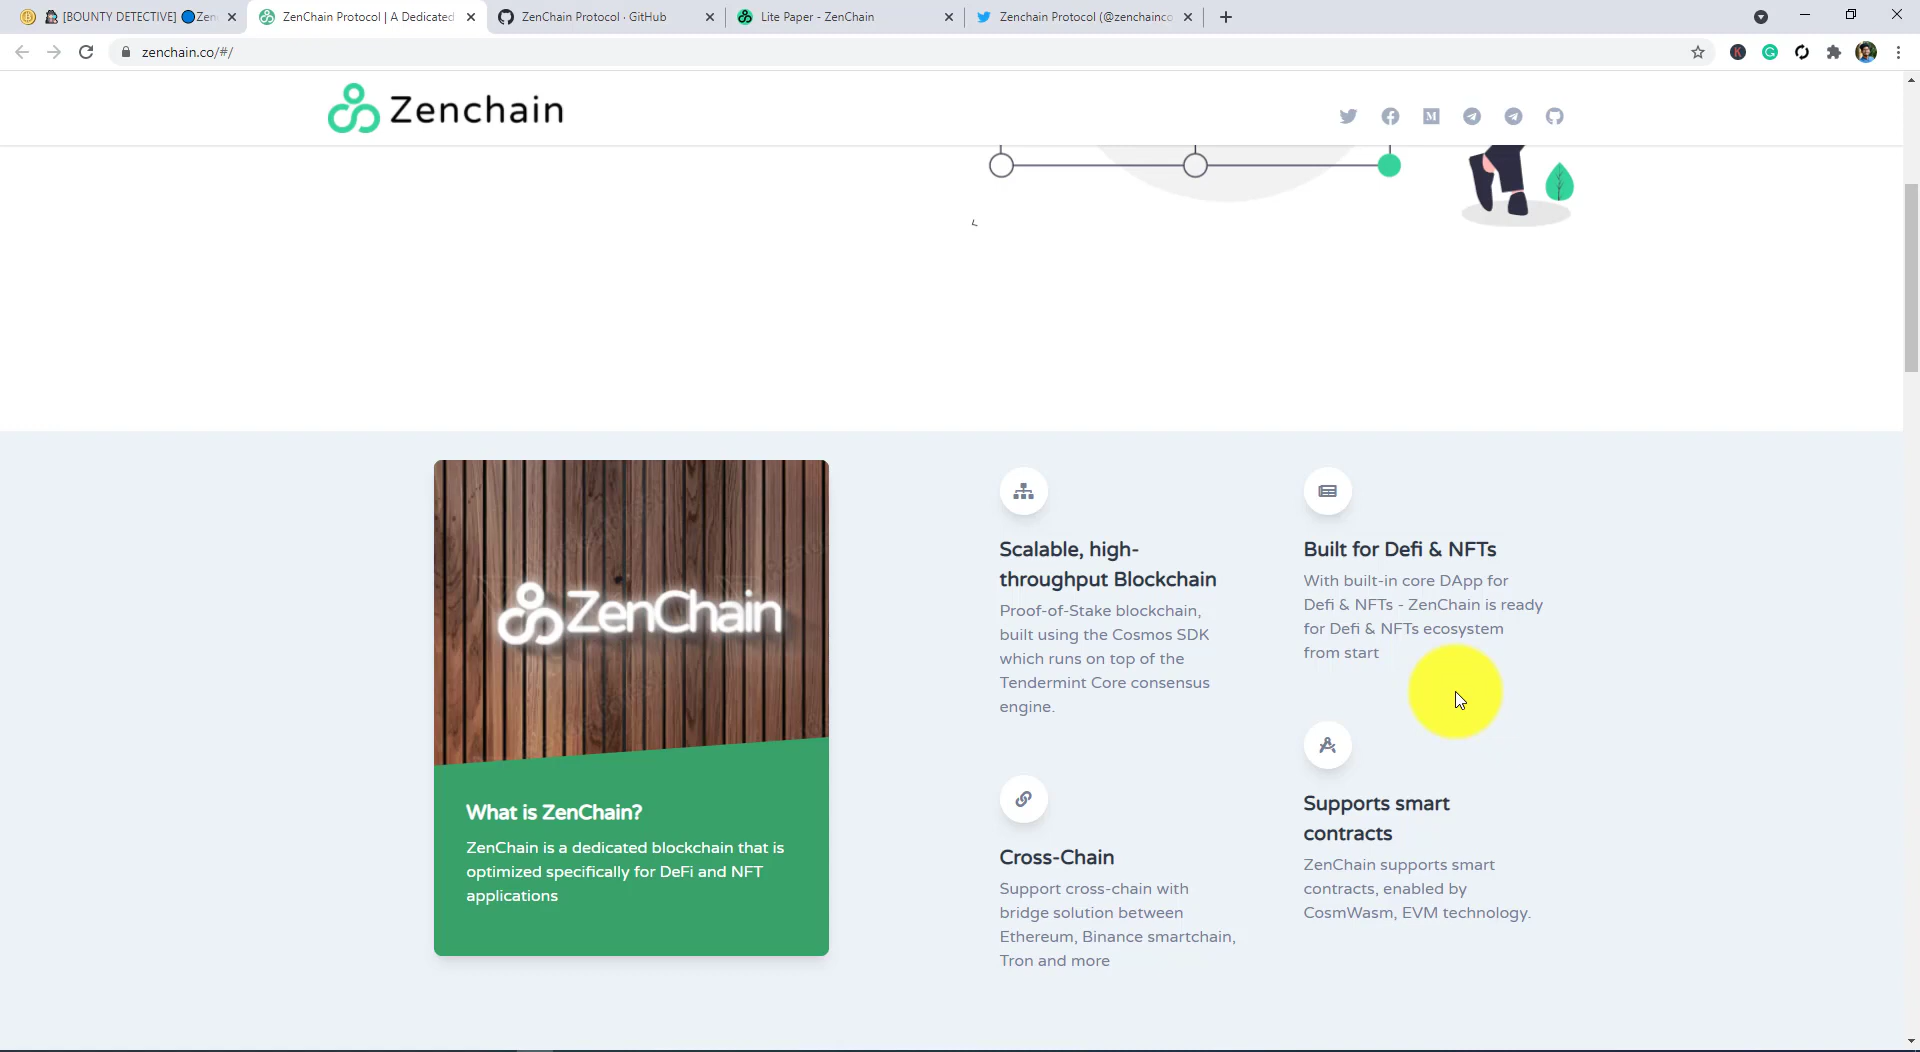 [BOUNTY DETECTIVE] Zen
ZenChain Protocol | A Dedicated
ZenChain Protocol · GitHub
Lite Paper - ZenChain
Zenchain Protocol (@zenchainco
zenchain.co/#/
Zenchain
ZenChain
What is ZenChain?
ZenChain is a dedicated blockchain that is
optimized specifically for DeFi and NFT
applications
Scalable, high-
throughput Blockchain
Proof-of-Stake blockchain,
built using the Cosmos SDK
which runs on top of the
Tendermint Core consensus
engine.
Built for Defi & NFTs
With built-in core DApp for
Defi & NFTs - ZenChain is ready
for Defi & NFTs ecosystem
from start
Cross-Chain
Support cross-chain with
bridge solution between
Ethereum, Binance smartchain,
Tron and more
Supports smart
contracts
ZenChain supports smart
contracts, enabled by
CosmWasm, EVM technology.